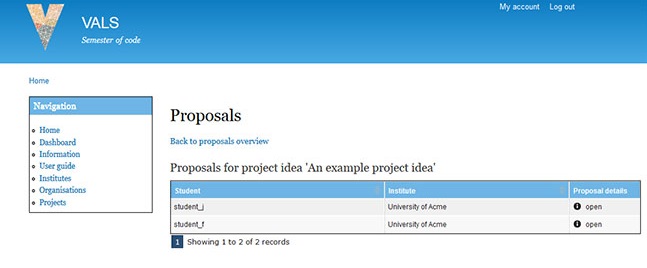 My account Log out
VALS
Semester of code
Home
Navigation
Home
Dashboard
Information
User guide
Institutes
Organisations
Projects
Proposals
Back to proposals overview
Proposals for project idea 'An example project idea'
Student Institute Proposal details
student_j University of Acme open
student_f University of Acme open
1 Showing 1 to 2 of 2 records